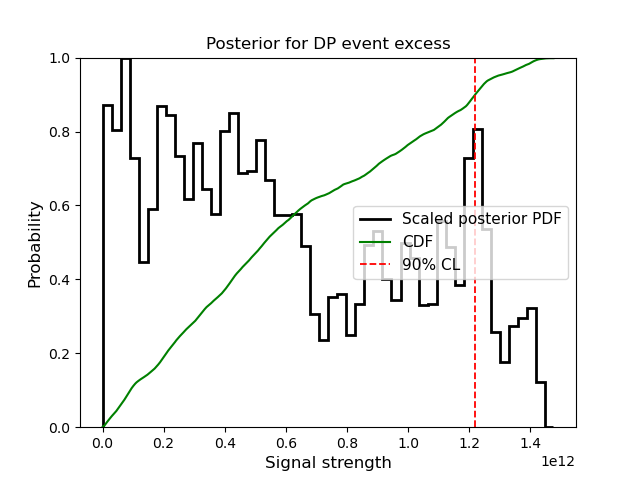 Posterior for DP event excess
Probability
1.0
0.8
0.6
0.4
0.2
0.0
Scaled posterior PDF
CDF
90% CL
0.0 0.2 0.4 0.6 0.8 1.0 1.2 1.4
1e12
Signal strength